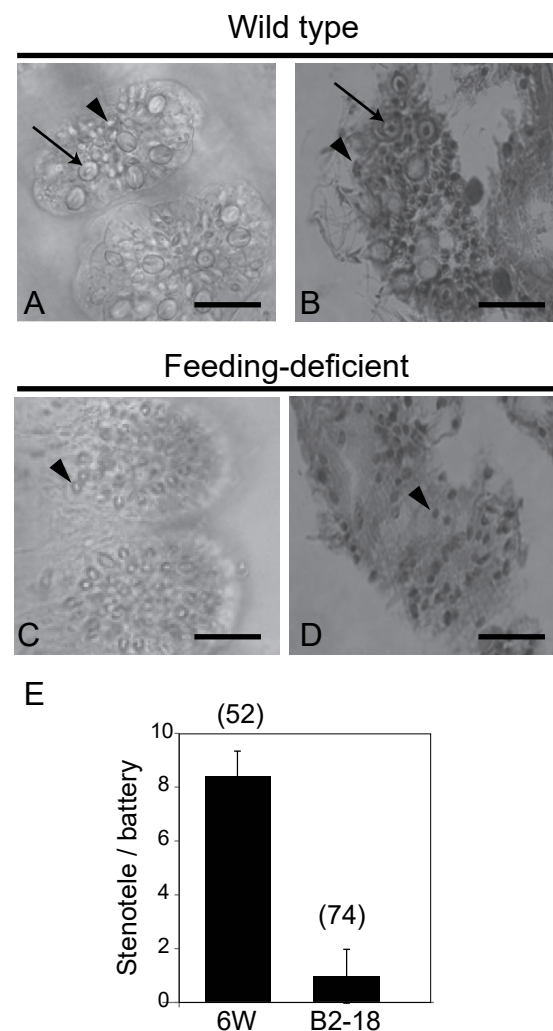 Wild type
A
B
Feeding-deficient
C
D
E
Stenotele / battery
10
8
6
4
2
0
(52)
(74)
6W
B2-18